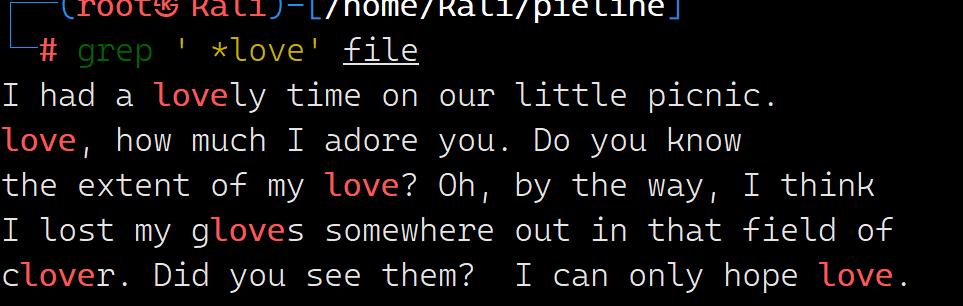 (root㉿kali)-[/home/kali/pieline]
# grep ' *love' file
I had a lovely time on our little picnic.
love, how much I adore you. Do you know
the extent of my love? Oh, by the way, I think
I lost my gloves somewhere out in that field of
clover. Did you see them?  I can only hope love.